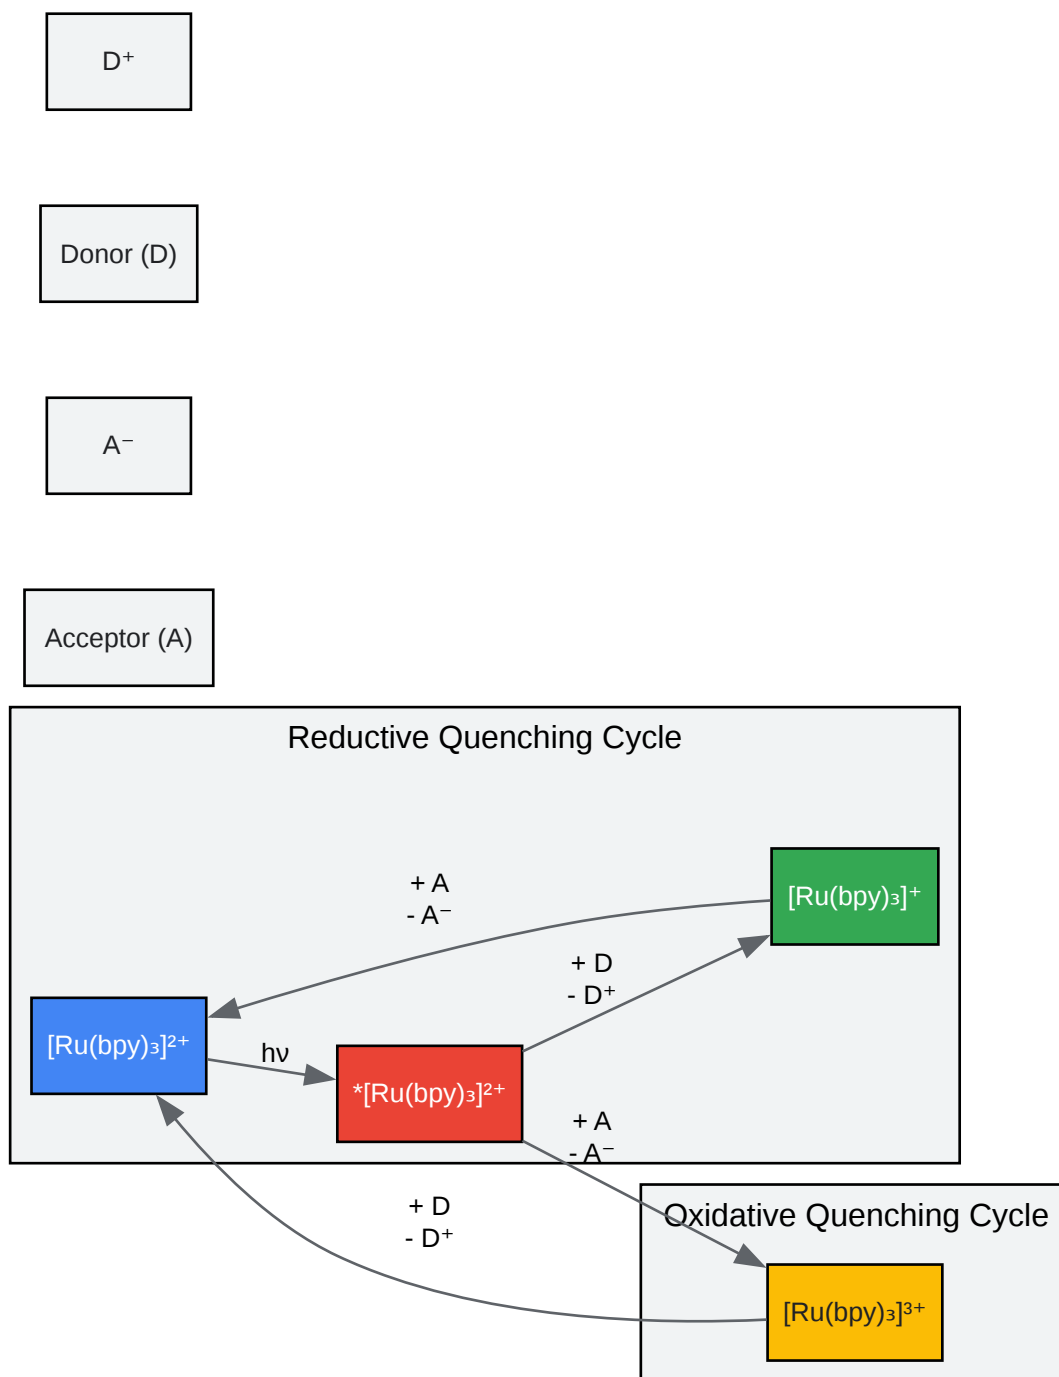 D⁺
Donor (D)
A⁻
Acceptor (A)
Reductive Quenching Cycle
+ A
- A⁻
[Ru(bpy)₃]⁺
+ D
- D⁺
[Ru(bpy)₃]²⁺
hν
*[Ru(bpy)₃]²⁺
+ A
- A⁻
+ D
- D⁺
Oxidative Quenching Cycle
[Ru(bpy)₃]³⁺